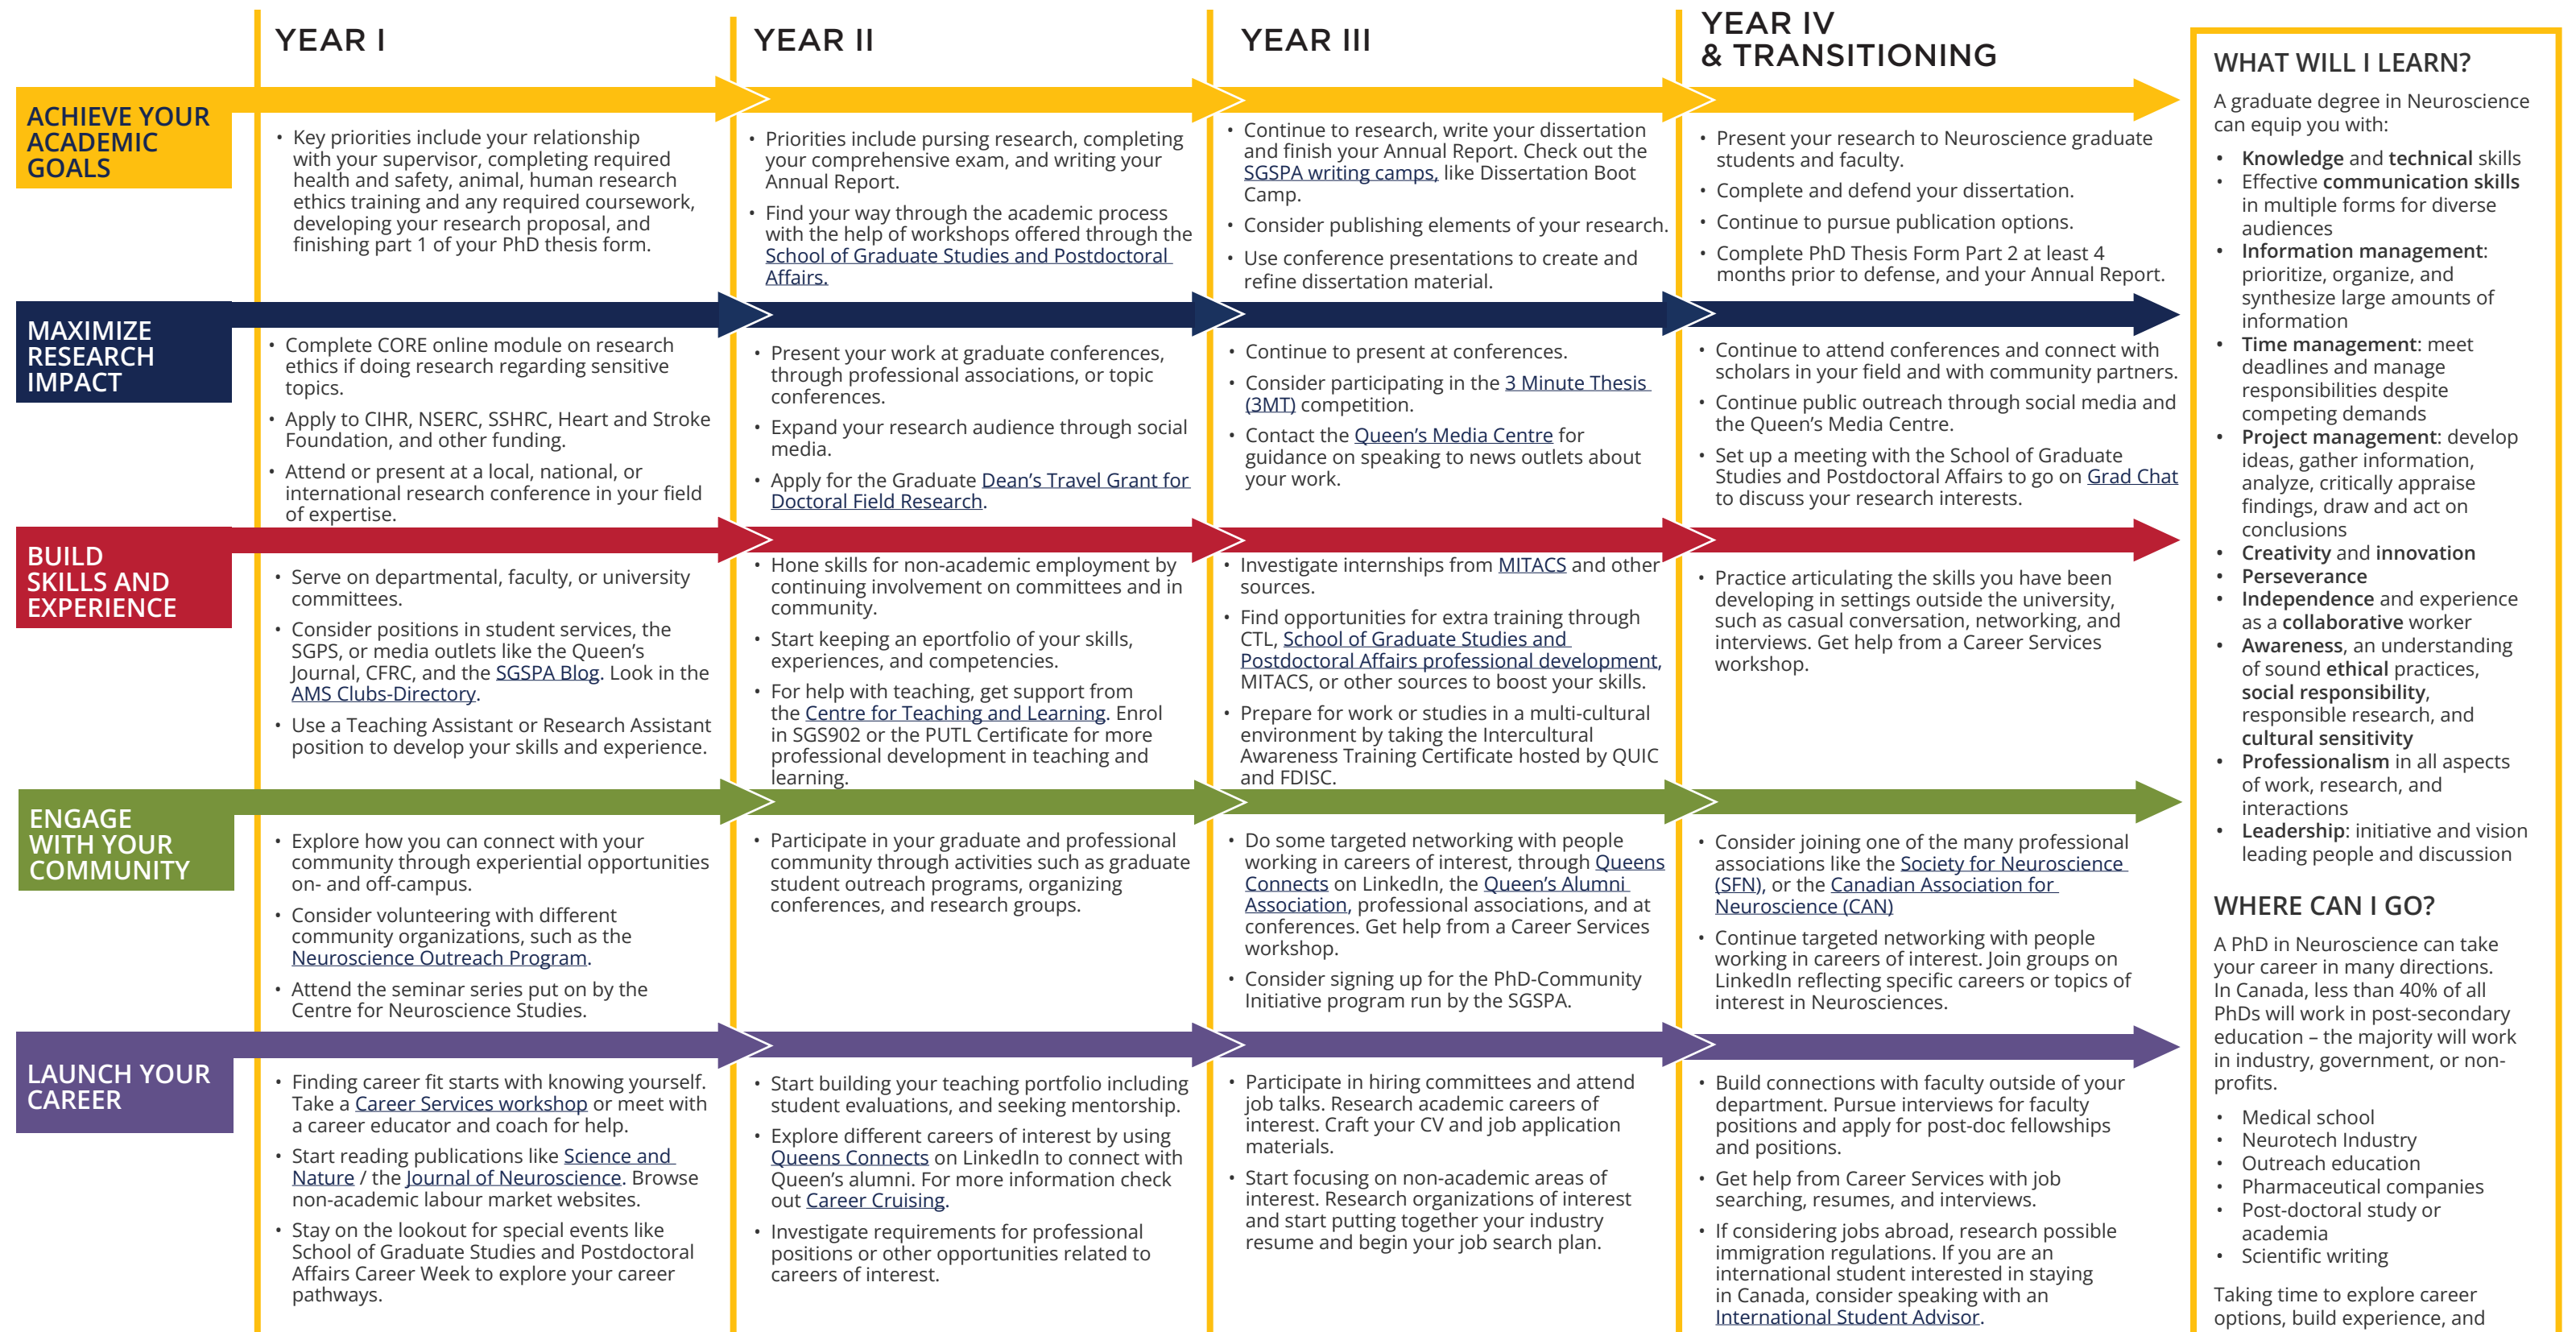 YEAR I
YEAR II
YEAR III
YEAR IV
& TRANSITIONING
ACHIEVE YOUR
ACADEMIC
GOALS
• Key priorities include your relationship
with your supervisor, completing required
health and safety, animal, human research
ethics training and any required coursework,
developing your research proposal, and
finishing part 1 of your PhD thesis form.
• Priorities include pursing research, completing
your comprehensive exam, and writing your
Annual Report.
• Find your way through the academic process
with the help of workshops offered through the
School of Graduate Studies and Postdoctoral
Affairs.
• Continue to research, write your dissertation
and finish your Annual Report. Check out the
SGSPA writing camps, like Dissertation Boot
Camp.
• Consider publishing elements of your research.
• Use conference presentations to create and
refine dissertation material.
• Present your research to Neuroscience graduate
students and faculty.
• Complete and defend your dissertation.
• Continue to pursue publication options.
• Complete PhD Thesis Form Part 2 at least 4
months prior to defense, and your Annual Report.
MAXIMIZE
RESEARCH
IMPACT
• Complete CORE online module on research
ethics if doing research regarding sensitive
topics.
• Apply to CIHR, NSERC, SSHRC, Heart and Stroke
Foundation, and other funding.
• Attend or present at a local, national, or
international research conference in your field
of expertise.
• Present your work at graduate conferences,
through professional associations, or topic
conferences.
• Expand your research audience through social
media.
• Apply for the Graduate Dean's Travel Grant for
Doctoral Field Research.
• Continue to present at conferences.
• Consider participating in the 3 Minute Thesis
(3MT) competition.
• Contact the Queen's Media Centre for
guidance on speaking to news outlets about
your work.
• Continue to attend conferences and connect with
scholars in your field and with community partners.
• Continue public outreach through social media and
the Queen's Media Centre.
• Set up a meeting with the School of Graduate
Studies and Postdoctoral Affairs to go on Grad Chat
to discuss your research interests.
BUILD
SKILLS AND
EXPERIENCE
• Serve on departmental, faculty, or university
committees.
• Consider positions in student services, the
SGPS, or media outlets like the Queen's
Journal, CFRC, and the SGSPA Blog. Look in the
AMS Clubs-Directory.
• Use a Teaching Assistant or Research Assistant
position to develop your skills and experience.
• Hone skills for non-academic employment by
continuing involvement on committees and in
community.
• Start keeping an eportfolio of your skills,
experiences, and competencies.
• For help with teaching, get support from
the Centre for Teaching and Learning. Enrol
in SGS902 or the PUTL Certificate for more
professional development in teaching and
learning.
• Investigate internships from MITACS and other
sources.
• Find opportunities for extra training through
CTL, School of Graduate Studies and
Postdoctoral Affairs professional development,
MITACS, or other sources to boost your skills.
• Prepare for work or studies in a multi-cultural
environment by taking the Intercultural
Awareness Training Certificate hosted by QUIC
and FDISC.
• Practice articulating the skills you have been
developing in settings outside the university,
such as casual conversation, networking, and
interviews. Get help from a Career Services
workshop.
ENGAGE
WITH YOUR
COMMUNITY
• Explore how you can connect with your
community through experiential opportunities
on- and off-campus.
• Consider volunteering with different
community organizations, such as the
Neuroscience Outreach Program.
• Attend the seminar series put on by the
Centre for Neuroscience Studies.
• Participate in your graduate and professional
community through activities such as graduate
student outreach programs, organizing
conferences, and research groups.
• Do some targeted networking with people
working in careers of interest, through Queens
Connects on LinkedIn, the Queen's Alumni
Association, professional associations, and at
conferences. Get help from a Career Services
workshop.
• Consider signing up for the PhD-Community
Initiative program run by the SGSPA.
• Consider joining one of the many professional
associations like the Society for Neuroscience
(SFN), or the Canadian Association for
Neuroscience (CAN)
• Continue targeted networking with people
working in careers of interest. Join groups on
LinkedIn reflecting specific careers or topics of
interest in Neurosciences.
LAUNCH YOUR
CAREER
• Finding career fit starts with knowing yourself.
Take a Career Services workshop or meet with
a career educator and coach for help.
• Start reading publications like Science and
Nature / the Journal of Neuroscience. Browse
non-academic labour market websites.
• Stay on the lookout for special events like
School of Graduate Studies and Postdoctoral
Affairs Career Week to explore your career
pathways.
• Start building your teaching portfolio including
student evaluations, and seeking mentorship.
• Explore different careers of interest by using
Queens Connects on LinkedIn to connect with
Queen's alumni. For more information check
out Career Cruising.
• Investigate requirements for professional
positions or other opportunities related to
careers of interest.
• Participate in hiring committees and attend
job talks. Research academic careers of
interest. Craft your CV and job application
materials.
• Start focusing on non-academic areas of
interest. Research organizations of interest
and start putting together your industry
resume and begin your job search plan.
• Build connections with faculty outside of your
department. Pursue interviews for faculty
positions and apply for post-doc fellowships
and positions.
• Get help from Career Services with job
searching, resumes, and interviews.
• If considering jobs abroad, research possible
immigration regulations. If you are an
international student interested in staying
in Canada, consider speaking with an
International Student Advisor.
WHAT WILL I LEARN?
A graduate degree in Neuroscience
can equip you with:
• Knowledge and technical skills
• Effective communication skills
in multiple forms for diverse
audiences
• Information management:
prioritize, organize, and
synthesize large amounts of
information
• Time management: meet
deadlines and manage
responsibilities despite
competing demands
• Project management: develop
ideas, gather information,
analyze, critically appraise
findings, draw and act on
conclusions
• Creativity and innovation
• Perseverance
• Independence and experience
as a collaborative worker
• Awareness, an understanding
of sound ethical practices,
social responsibility,
responsible research, and
cultural sensitivity
• Professionalism in all aspects
of work, research, and
interactions
• Leadership: initiative and vision
leading people and discussion
WHERE CAN I GO?
A PhD in Neuroscience can take
your career in many directions.
In Canada, less than 40% of all
PhDs will work in post-secondary
education – the majority will work
in industry, government, or non-
profits.
• Medical school
• Neurotech Industry
• Outreach education
• Pharmaceutical companies
• Post-doctoral study or
academia
• Scientific writing
Taking time to explore career
options, build experience, and